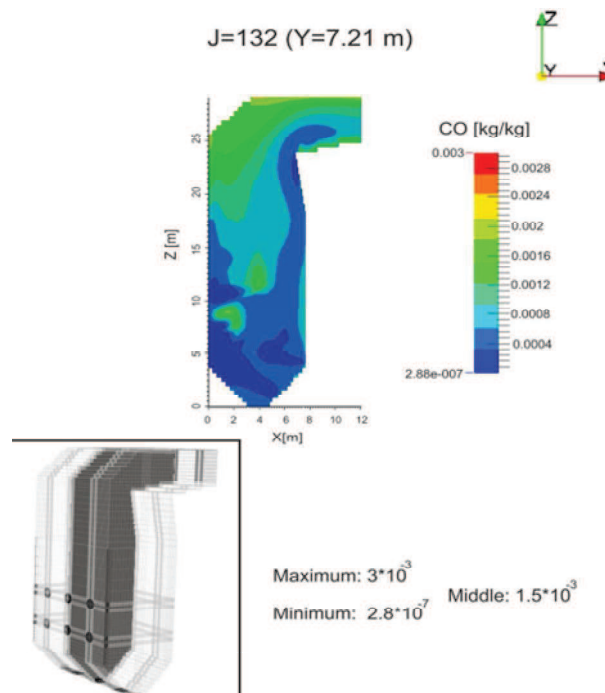 J=132 (Y=7.21 m)
Z
Y
CO [kg/kg]
0.003
0.0028
0.0024
0.002
0.0016
0.0012
0.0008
0.0004
2.88e-007
Z [m]
25
20
15
10
5
0
0 2 4 6 8 10 12
X[m]
Maximum: 3*10-3
Middle: 1.5*10-3
Minimum: 2.8*10-7